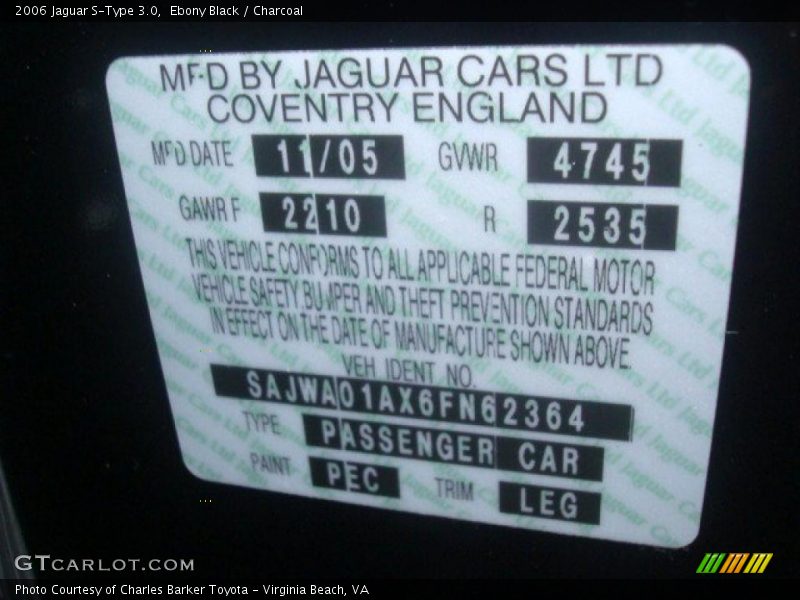 2006 Jaguar S-Type 3.0, Ebony Black / Charcoal
MFD BY JAGUAR CARS LTD
COVENTRY ENGLAND
MFD DATE 11/05 GVWR 4745
GAWR F 2210 R 2535
THIS VEHICLE CONFORMS TO ALL APPLICABLE FEDERAL MOTOR
VEHICLE SAFETY BUMPER AND THEFT PREVENTION STANDARDS
IN EFFECT ON THE DATE OF MANUFACTURE SHOWN ABOVE.
VEH IDENT NO.
SAJWA01AX6FN62364
TYPE PASSENGER CAR
PAINT PEC TRIM LEG
GTCARLOT.COM
Photo Courtesy of Charles Barker Toyota - Virginia Beach, VA